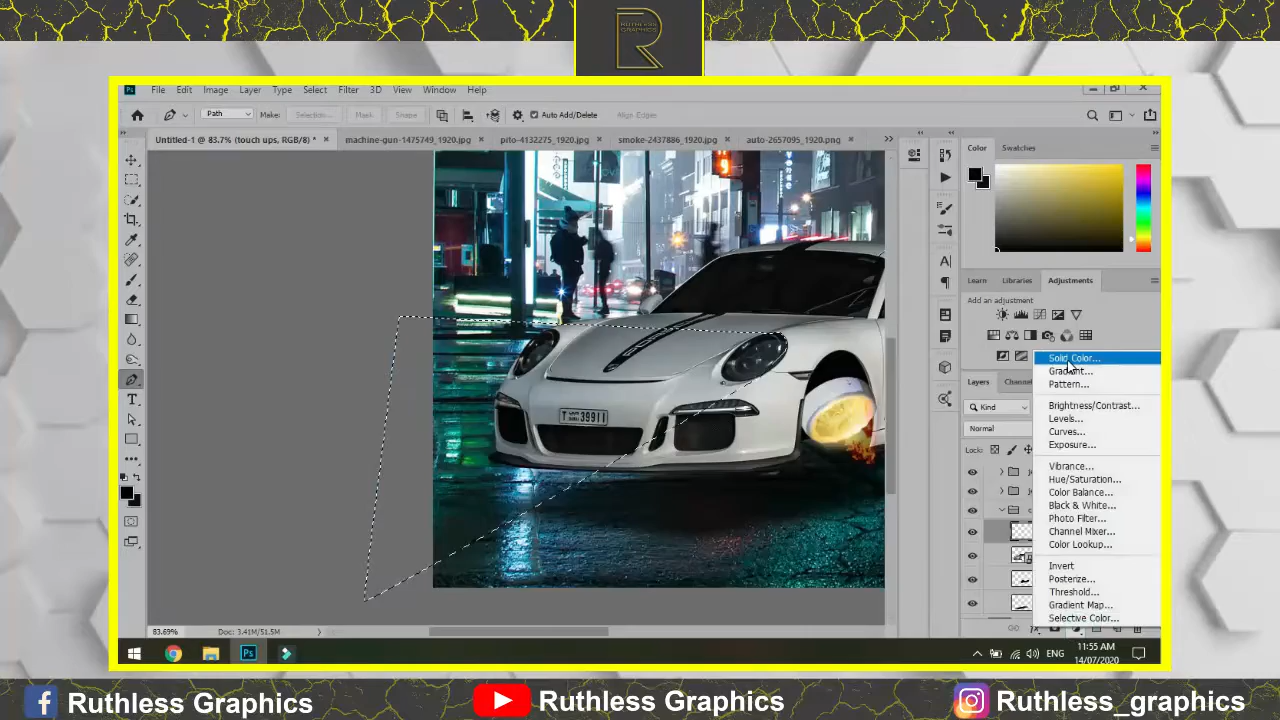 RUTHLESS
GRAPHICS
File Edit Image Layer Type Select Filter 3D View Window Help
Path Make: Selection... Mask Shape Auto Add/Delete Align Edges
Untitled-1 @ 83.7% (touch ups, RGB/8) * × machine-gun-1475749_1920.jpg × pito-4132275_1920.jpg × smoke-2437886_1920.jpg × auto-2657095_1920.png ×
Color Swatches
Learn Libraries Adjustments
Add an adjustment
Solid Color...
Gradient...
Pattern...
Brightness/Contrast...
Levels...
Curves...
Exposure...
Vibrance...
Hue/Saturation...
Color Balance...
Black & White...
Photo Filter...
Channel Mixer...
Color Lookup...
Invert
Posterize...
Threshold...
Gradient Map...
Selective Color...
Layers Channel
Kind
Normal
Lock:
T 39911
83.69% Doc: 3.41M/51.5M
ENG
11:55 AM
14/07/2020
Ruthless Graphics
Ruthless Graphics
Ruthless_graphics